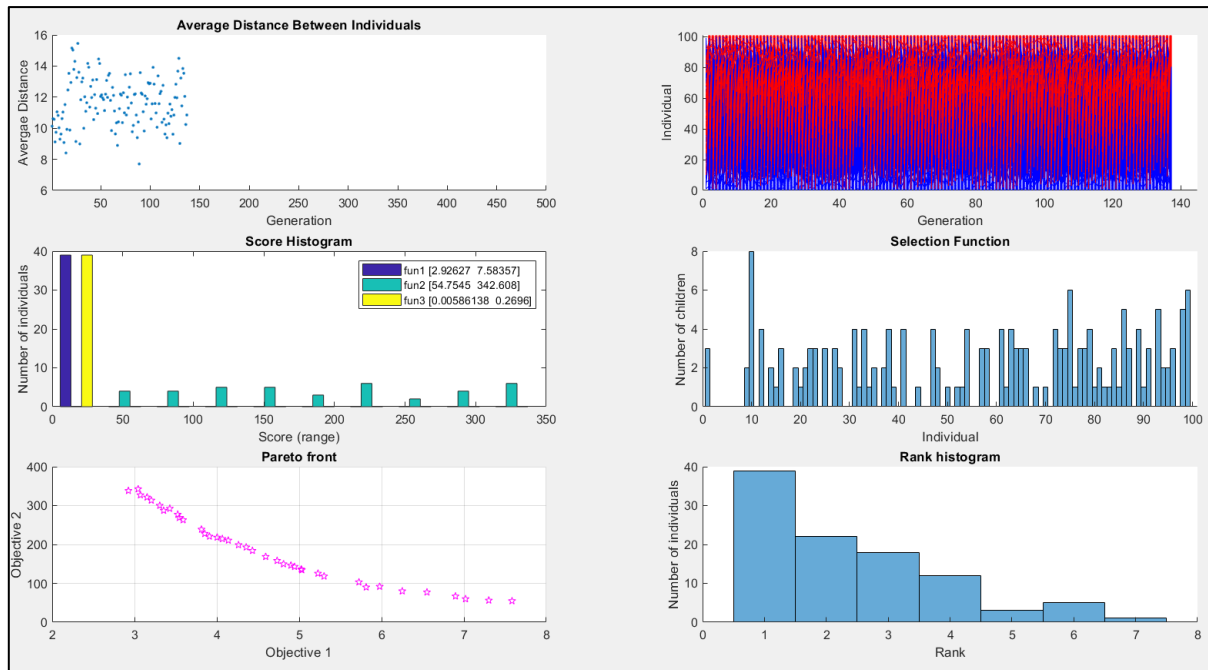 Average Distance Between Individuals
16
14
12
10
8
6
Avergae Distance
50 100 150 200 250 300 350 400 450 500
Generation
100
80
60
40
20
0
Individual
0 20 40 60 80 100 120 140
Generation
Score Histogram
40
30
20
10
0
Number of individuals
fun1 [2.92627 7.58357]
fun2 [54.7545 342.608]
fun3 [0.00586138 0.2696]
0 50 100 150 200 250 300 350
Score (range)
Selection Function
8
6
4
2
0
Number of children
0 10 20 30 40 50 60 70 80 90 100
Individual
Pareto front
400
300
200
100
0
Objective 2
2 3 4 5 6 7 8
Objective 1
Rank histogram
40
30
20
10
0
Number of individuals
0 1 2 3 4 5 6 7 8
Rank